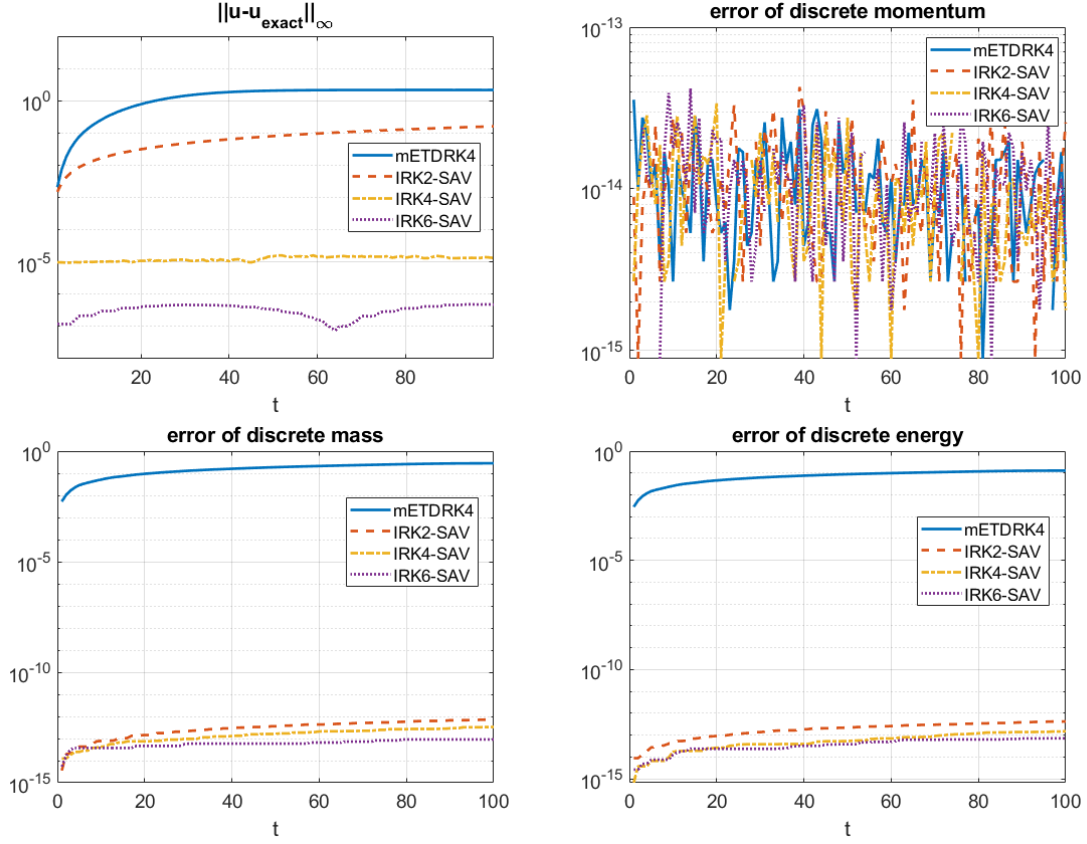 ||u-u_exact||_∞
10^0
10^-5
20
40
60
80
t
mETDRK4
IRK2-SAV
IRK4-SAV
IRK6-SAV
error of discrete momentum
10^-13
10^-14
10^-15
0
20
40
60
80
100
t
mETDRK4
IRK2-SAV
IRK4-SAV
IRK6-SAV
error of discrete mass
10^0
10^-5
10^-10
10^-15
0
20
40
60
80
100
t
mETDRK4
IRK2-SAV
IRK4-SAV
IRK6-SAV
error of discrete energy
10^0
10^-5
10^-10
10^-15
0
20
40
60
80
100
t
mETDRK4
IRK2-SAV
IRK4-SAV
IRK6-SAV